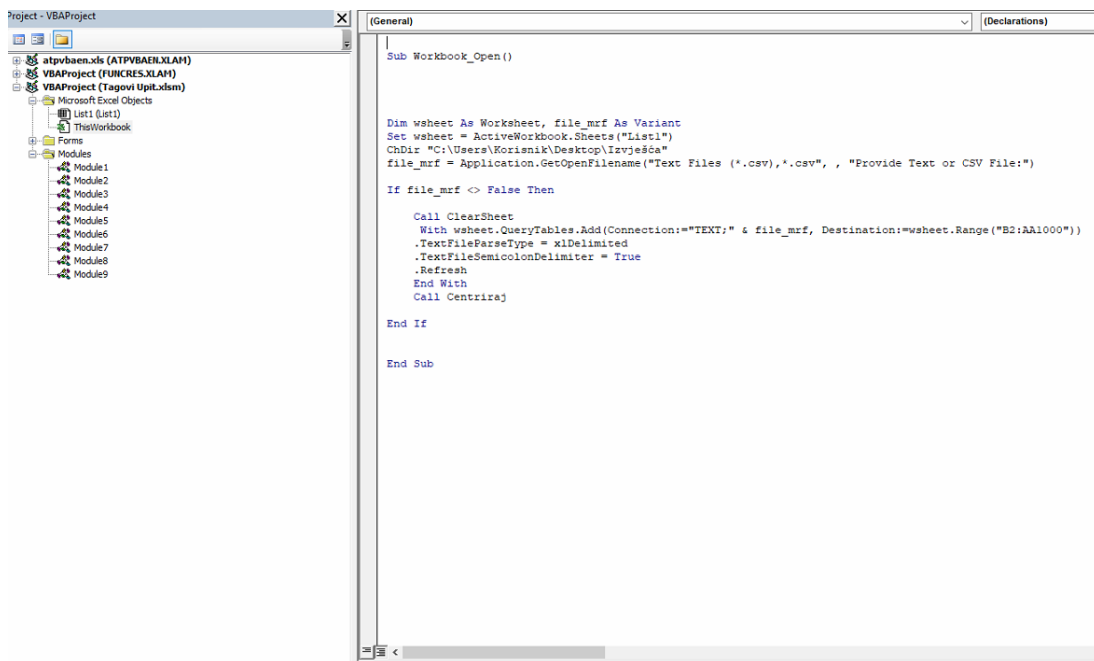 Project - VBAProject
atpvbaen.xls (ATPVBAEN.XLAM)
VBAProject (FUNCRES.XLAM)
VBAProject (Tagovi Upit.xlsm)
Microsoft Excel Objects
List1 (List1)
ThisWorkbook
Forms
Modules
Module1
Module2
Module3
Module4
Module5
Module6
Module7
Module8
Module9
(General)
(Declarations)
Sub Workbook_Open()
Dim wsheet As Worksheet, file_mrf As Variant
Set wsheet = ActiveWorkbook.Sheets("List1")
ChDir "C:\Users\Korisnik\Desktop\Izvješća"
file_mrf = Application.GetOpenFilename("Text Files (*.csv),*.csv", , "Provide Text or CSV File:")
If file_mrf <> False Then
Call ClearSheet
With wsheet.QueryTables.Add(Connection:="TEXT;" & file_mrf, Destination:=wsheet.Range("B2:AA1000"))
.TextFileParseType = xlDelimited
.TextFileSemicolonDelimiter = True
.Refresh
End With
Call Centriraj
End If
End Sub